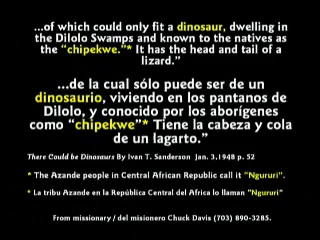 ...of which could only fit a dinosaur, dwelling in
the Dilolo Swamps and known to the natives as
the “chipekwe.”* It has the head and tail of a
lizard.”
...de la cual sólo puede ser de un
dinosaurio, viviendo en los pantanos de
Dilolo, y conocido por los aborígenes
como “chipekwe”* Tiene la cabeza y cola
de un lagarto.”
There Could be Dinosaurs By Ivan T. Sanderson Jan. 3,1948 p. 52
* The Azande people in Central African Republic call it “Ngururi”.
* La tribu Azande en la República Central del Africa lo llaman “Ngururi”
From missionary / del misionero Chuck Davis (703) 890-3285.